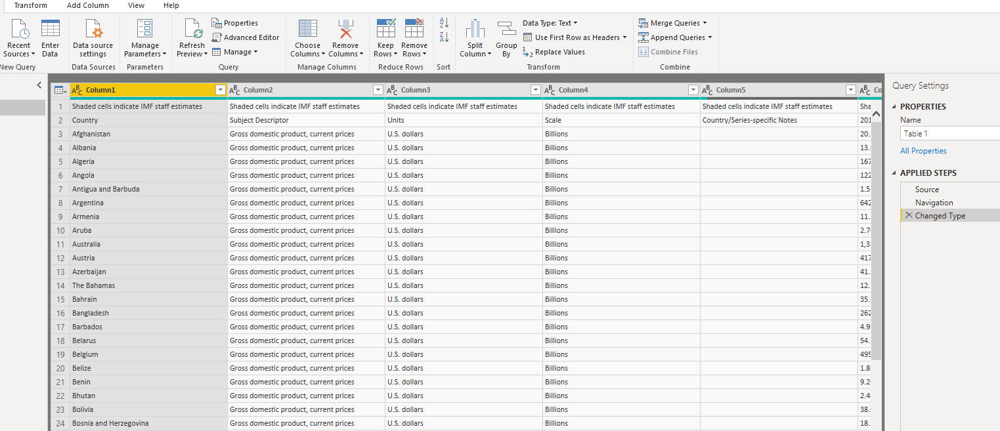 Transform Add Column View Help
Recent Sources
Enter Data
New Query
Data source settings
Data Sources
Manage Parameters
Parameters
Refresh Preview
Properties
Advanced Editor
Manage
Query
Choose Columns
Remove Columns
Manage Columns
Keep Rows
Remove Rows
Reduce Rows
Sort
Split Column
Group By
Data Type: Text
Use First Row as Headers
Replace Values
Transform
Merge Queries
Append Queries
Combine Files
Combine
Column1 Column2 Column3 Column4 Column5 Co
1 Shaded cells indicate IMF staff estimates Shaded cells indicate IMF staff estimates Shaded cells indicate IMF staff estimates Shaded cells indicate IMF staff estimates Shaded cells indicate IMF staff estimates Sha
2 Country Subject Descriptor Units Scale Country/Series-specific Notes 201
3 Afghanistan Gross domestic product, current prices U.S. dollars Billions 20.
4 Albania Gross domestic product, current prices U.S. dollars Billions 13.
5 Algeria Gross domestic product, current prices U.S. dollars Billions 167
6 Angola Gross domestic product, current prices U.S. dollars Billions 122
7 Antigua and Barbuda Gross domestic product, current prices U.S. dollars Billions 1.5
8 Argentina Gross domestic product, current prices U.S. dollars Billions 642
9 Armenia Gross domestic product, current prices U.S. dollars Billions 11.
10 Aruba Gross domestic product, current prices U.S. dollars Billions 2.7
11 Australia Gross domestic product, current prices U.S. dollars Billions 1,3
12 Austria Gross domestic product, current prices U.S. dollars Billions 417
13 Azerbaijan Gross domestic product, current prices U.S. dollars Billions 41.
14 The Bahamas Gross domestic product, current prices U.S. dollars Billions 12.
15 Bahrain Gross domestic product, current prices U.S. dollars Billions 35.
16 Bangladesh Gross domestic product, current prices U.S. dollars Billions 262
17 Barbados Gross domestic product, current prices U.S. dollars Billions 4.9
18 Belarus Gross domestic product, current prices U.S. dollars Billions 54.
19 Belgium Gross domestic product, current prices U.S. dollars Billions 495
20 Belize Gross domestic product, current prices U.S. dollars Billions 1.8
21 Benin Gross domestic product, current prices U.S. dollars Billions 9.2
22 Bhutan Gross domestic product, current prices U.S. dollars Billions 2.4
23 Bolivia Gross domestic product, current prices U.S. dollars Billions 38.
24 Bosnia and Herzegovina Gross domestic product, current prices U.S. dollars Billions 18.
Query Settings
PROPERTIES
Name
Table 1
All Properties
APPLIED STEPS
Source
Navigation
Changed Type